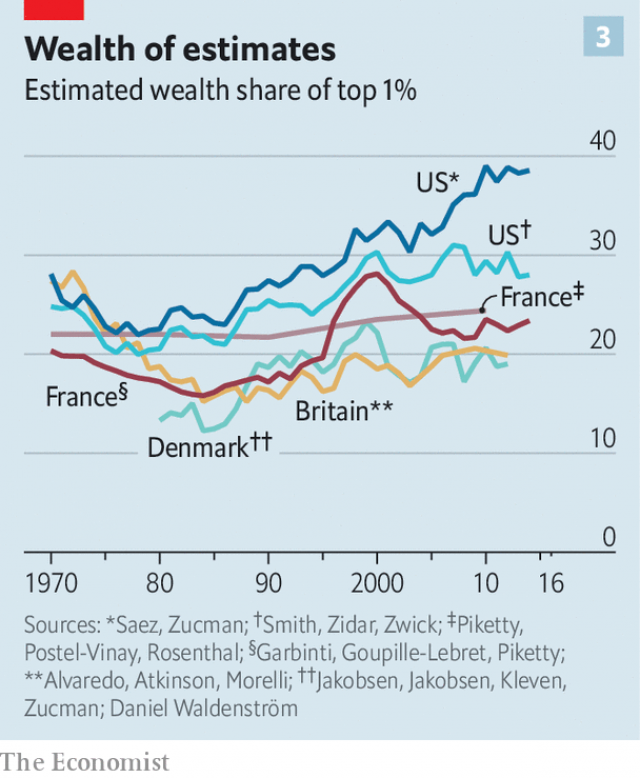 3
Wealth of estimates
Estimated wealth share of top 1%
40
US*
US†
30
France‡
20
France§
Britain**
Denmark††
10
0
1970 80 90 2000 10 16
Sources: *Saez, Zucman; †Smith, Zidar, Zwick; ‡Piketty,
Postel-Vinay, Rosenthal; §Garbinti, Goupille-Lebret, Piketty;
**Alvaredo, Atkinson, Morelli; ††Jakobsen, Jakobsen, Kleven,
Zucman; Daniel Waldenström
The Economist